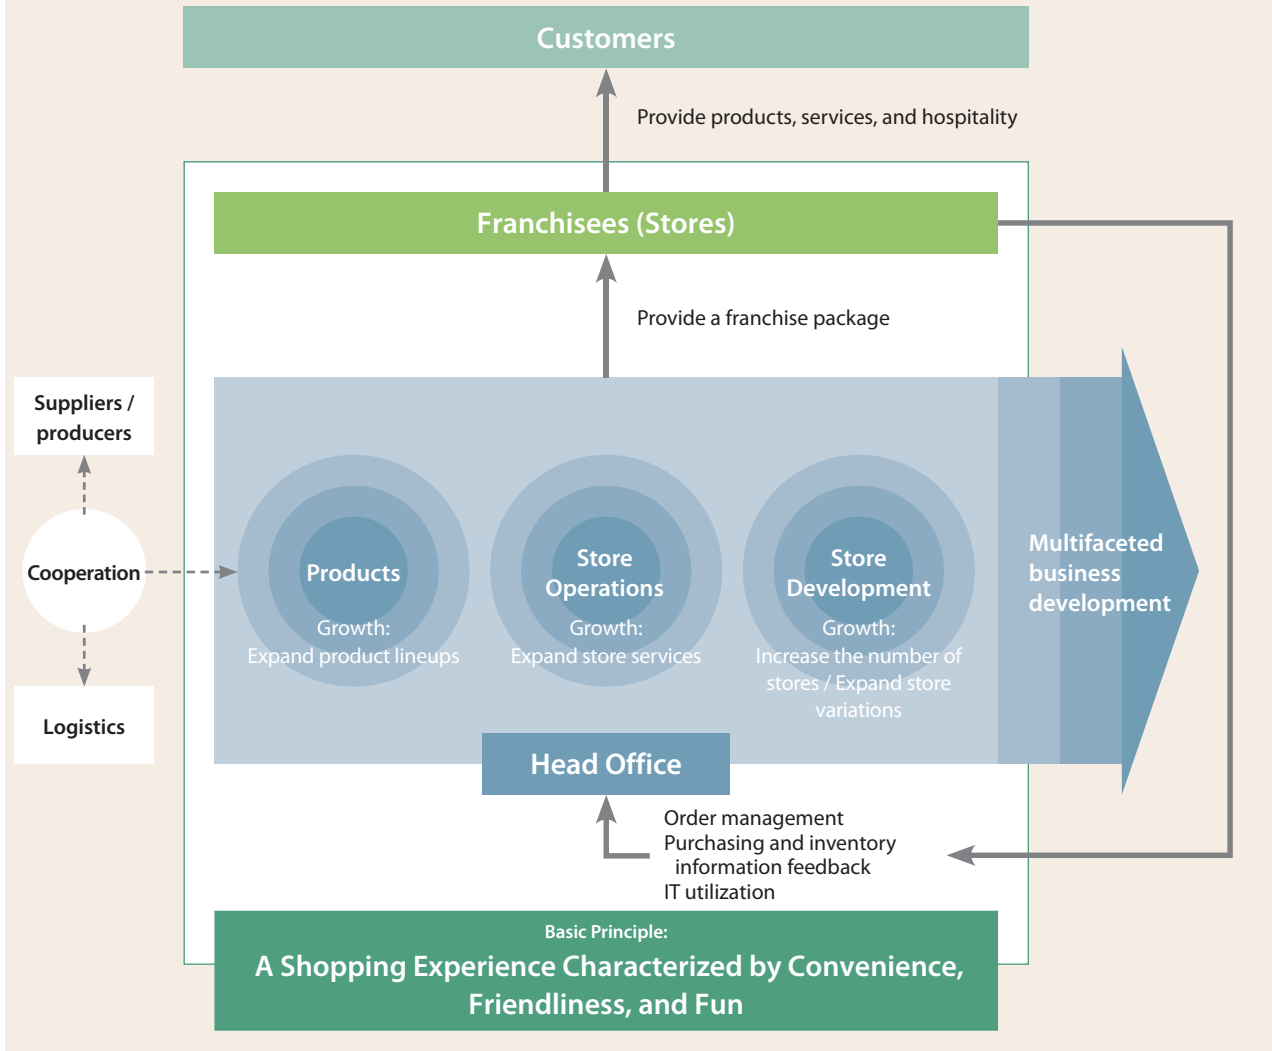 Customers
Provide products, services, and hospitality
Franchisees (Stores)
Provide a franchise package
Suppliers /
producers
Cooperation
Logistics
Products
Growth:
Expand product lineups
Store
Operations
Growth:
Expand store services
Store
Development
Growth:
Increase the number of
stores / Expand store
variations
Multifaceted
business
development
Head Office
Order management
Purchasing and inventory
information feedback
IT utilization
Basic Principle:
A Shopping Experience Characterized by Convenience,
Friendliness, and Fun